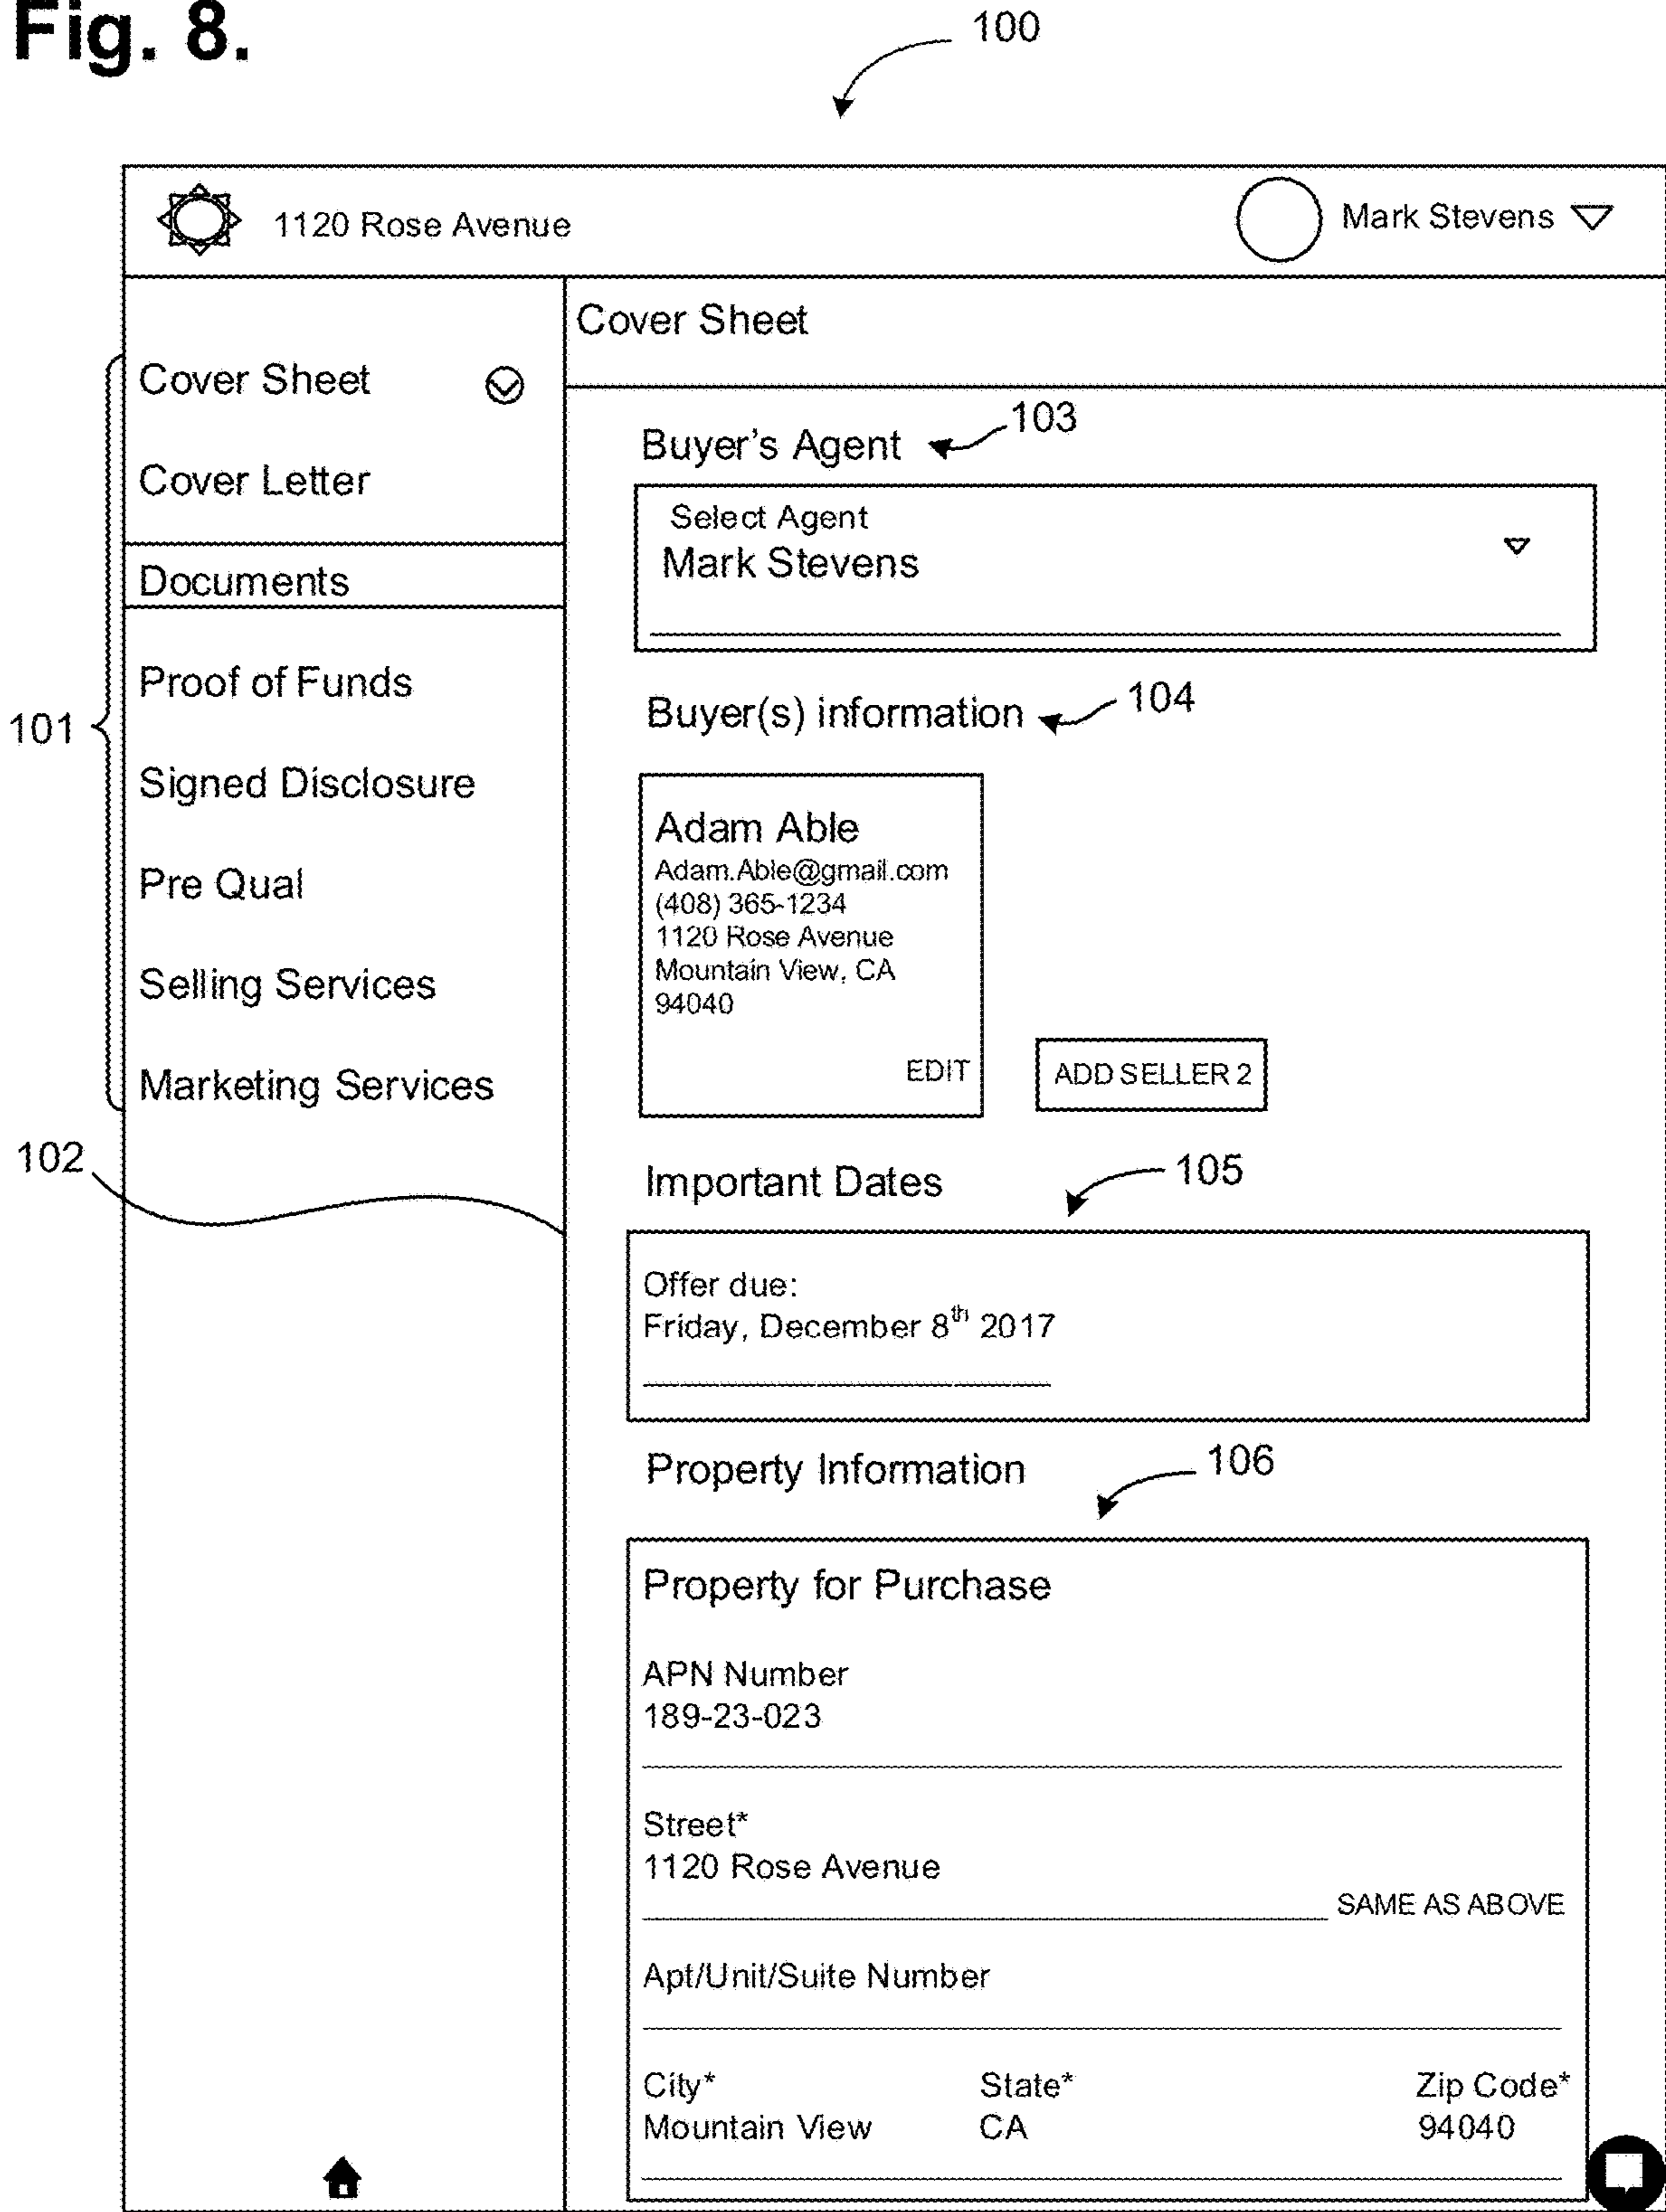 Fig. 8.
100
1120 Rose Avenue
Mark Stevens
Cover Sheet
Cover Letter
Documents
Proof of Funds
Signed Disclosure
Pre Qual
Selling Services
Marketing Services
101
102
Cover Sheet
Buyer's Agent
103
Select Agent
Mark Stevens
Buyer(s) information
104
Adam Able
Adam.Able@gmail.com
(408) 365-1234
1120 Rose Avenue
Mountain View, CA
94040
EDIT
ADD SELLER 2
Important Dates
105
Offer due:
Friday, December 8th 2017
Property Information
106
Property for Purchase
APN Number
189-23-023
Street*
1120 Rose Avenue
SAME AS ABOVE
Apt/Unit/Suite Number
City* State* Zip Code*
Mountain View CA 94040